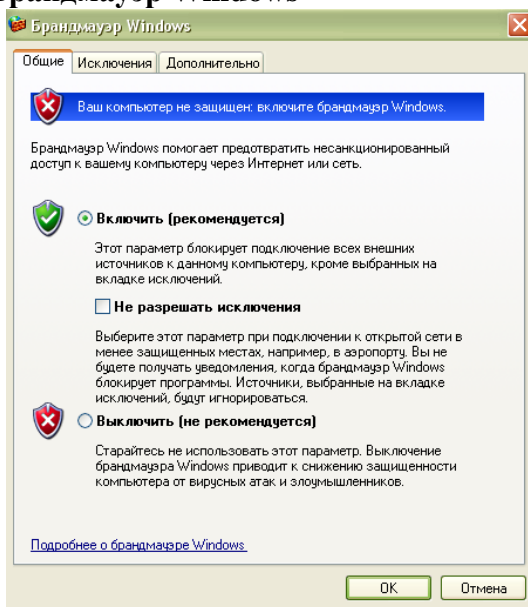 Брандмауэр Windows
Брандмауэр Windows
Общие Исключения Дополнительно
Ваш компьютер не защищен: включите брандмауэр Windows.
Брандмауэр Windows помогает предотвратить несанкционированный
доступ к вашему компьютеру через Интернет или сеть.
Включить (рекомендуется)
Этот параметр блокирует подключение всех внешних
источников к данному компьютеру, кроме выбранных на
вкладке исключений.
Не разрешать исключения
Выберите этот параметр при подключении к открытой сети в
менее защищенных местах, например, в аэропорту. Вы не
будете получать уведомления, когда брандмауэр Windows
блокирует программы. Источники, выбранные на вкладке
исключений, будут игнорироваться.
Выключить (не рекомендуется)
Старайтесь не использовать этот параметр. Выключение
брандмауэра Windows приводит к снижению защищенности
компьютера от вирусных атак и злоумышленников.
Подробнее о брандмауэре Windows
OK Отмена